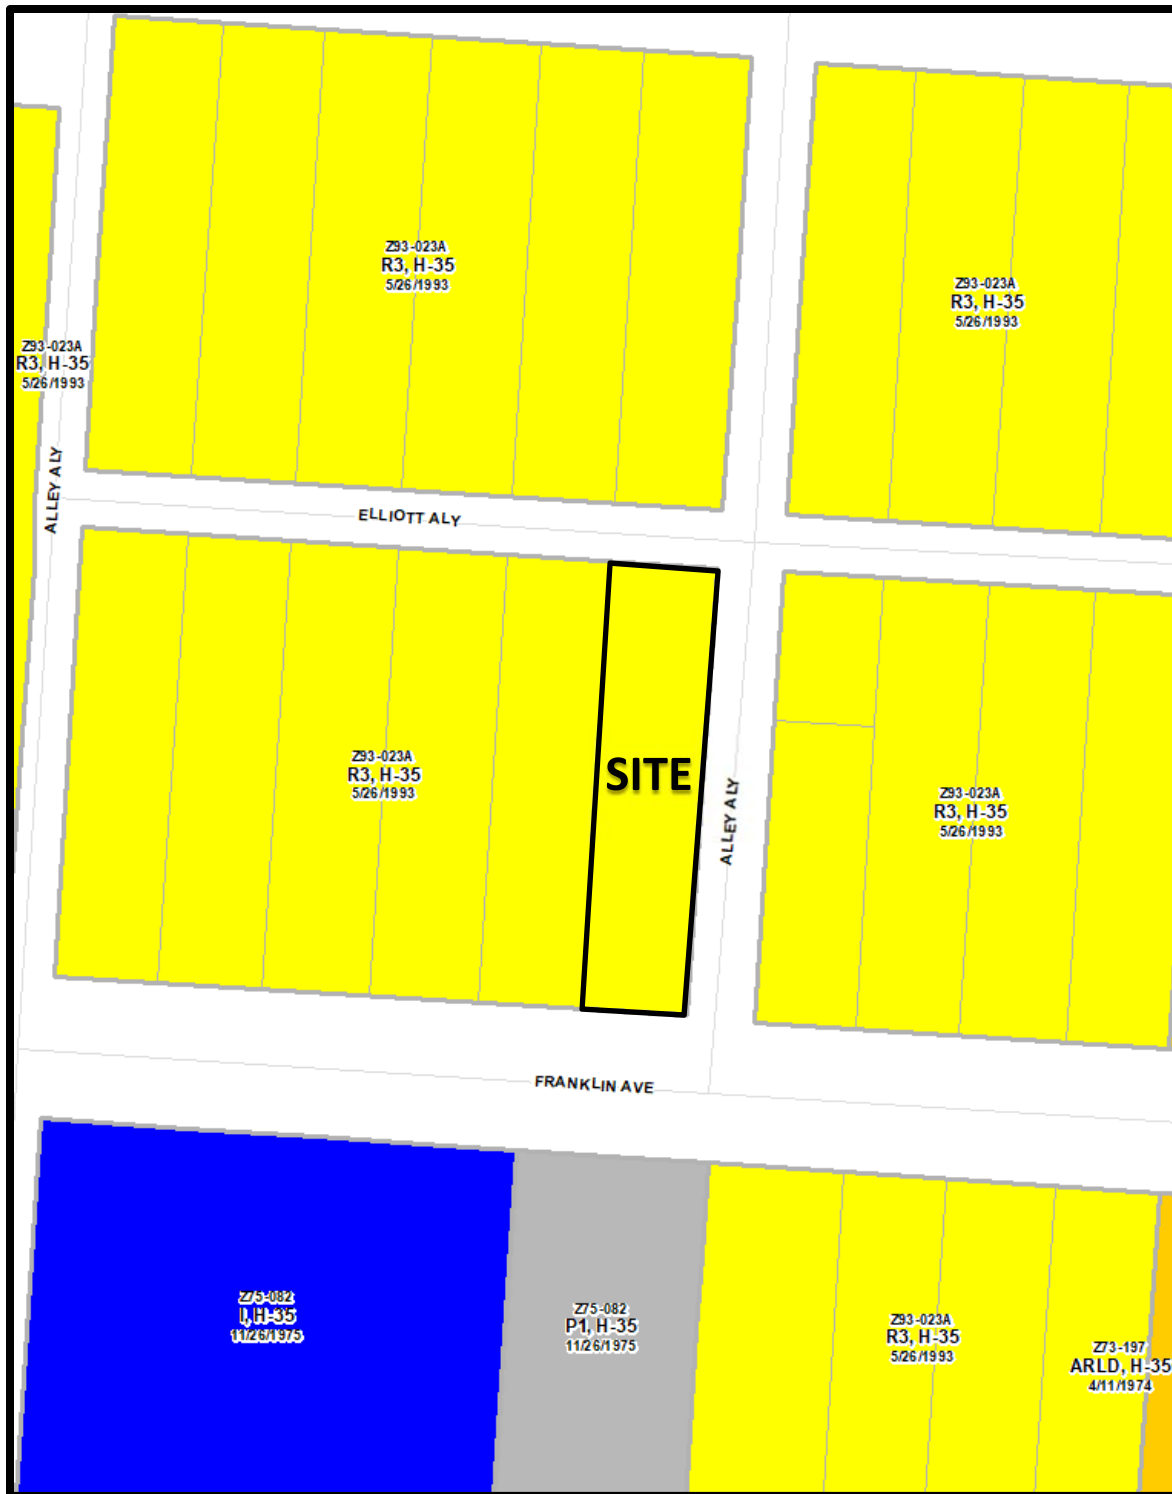 Z93-023A
R3, H-35
5/26/1993
Z93-023A
R3, H-35
5/26/1993
Z93-023A
R3, H-35
5/26/1993
ALLEY ALY
ELLIOTT ALY
Z93-023A
R3, H-35
5/26/1993
SITE
ALLEY ALY
Z93-023A
R3, H-35
5/26/1993
FRANKLIN AVE
Z75-082
I, H-35
11/26/1975
Z75-082
P1, H-35
11/26/1975
Z93-023A
R3, H-35
5/26/1993
Z73-197
ARLD, H-35
4/11/1974